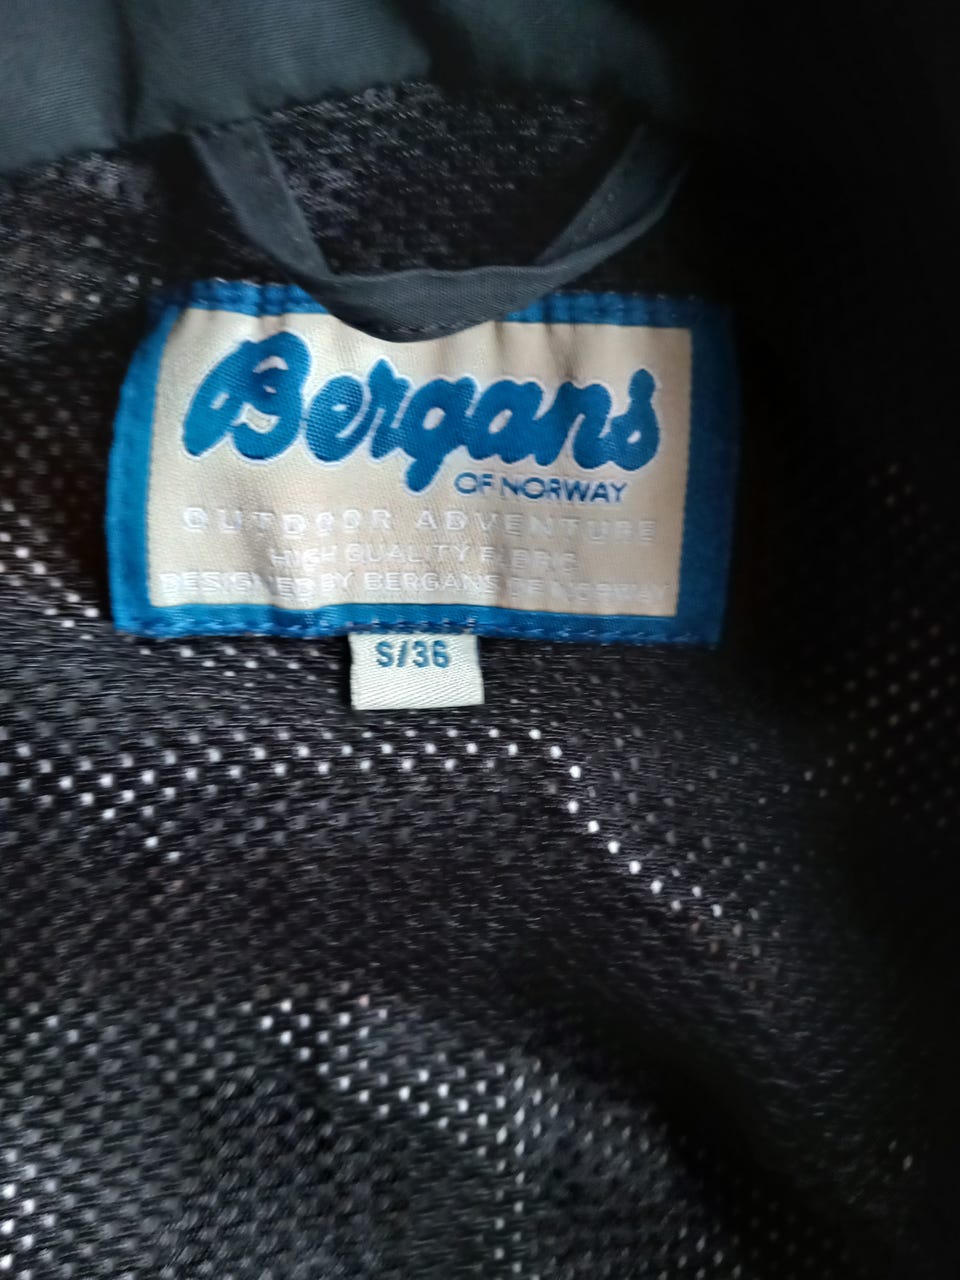 Bergans
OF NORWAY
OUTDOOR ADVENTURE
HIGH QUALITY FABRIC
DESIGNED BY BERGANS OF NORWAY
S/36